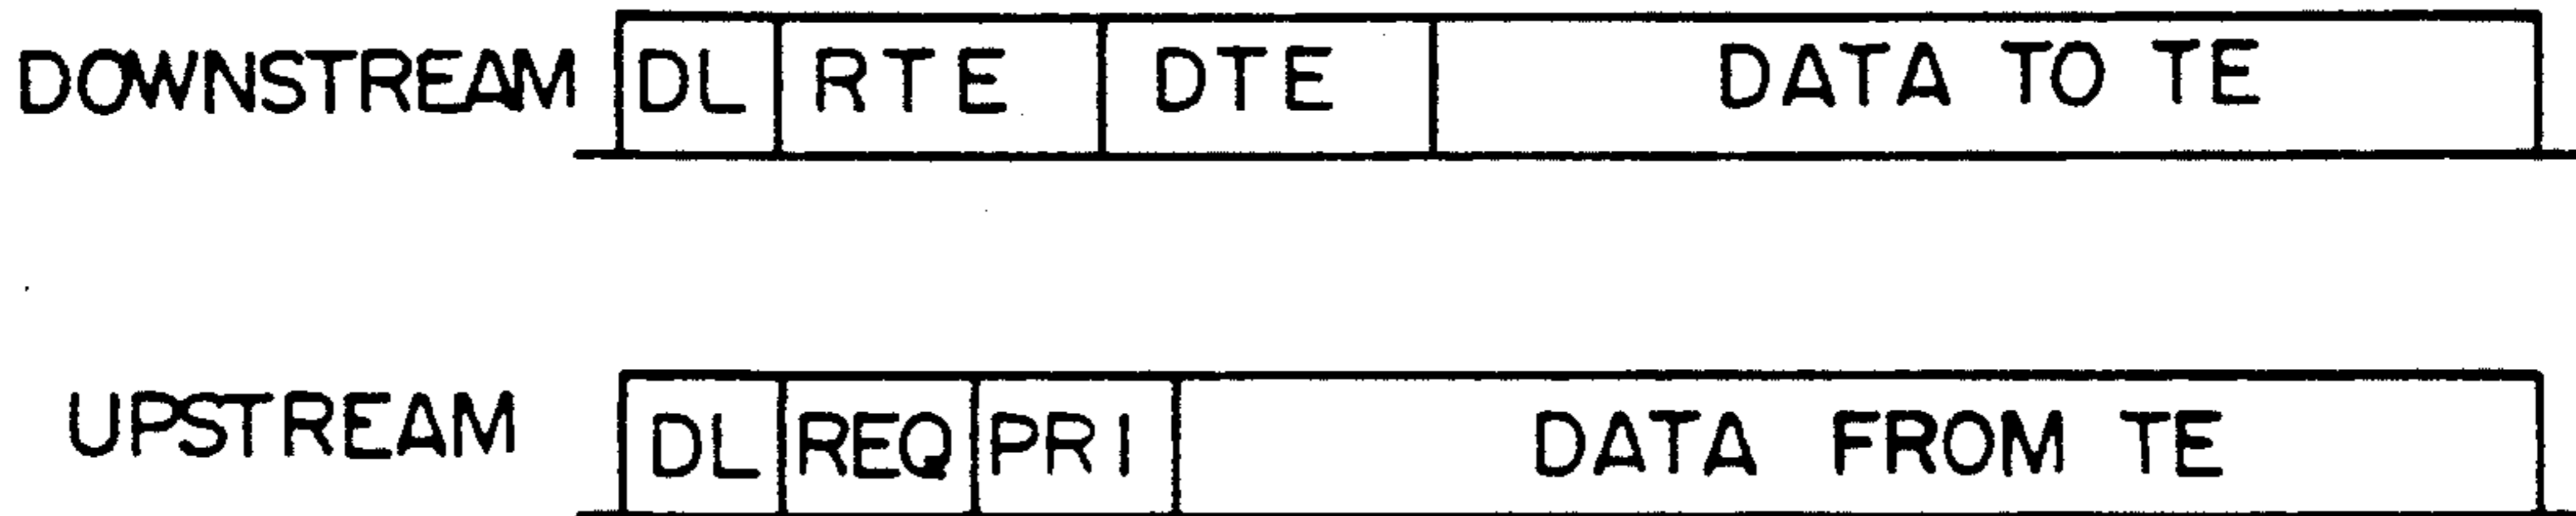 DOWNSTREAM DL RTE DTE DATA TO TE
UPSTREAM DL REQ PRI DATA FROM TE